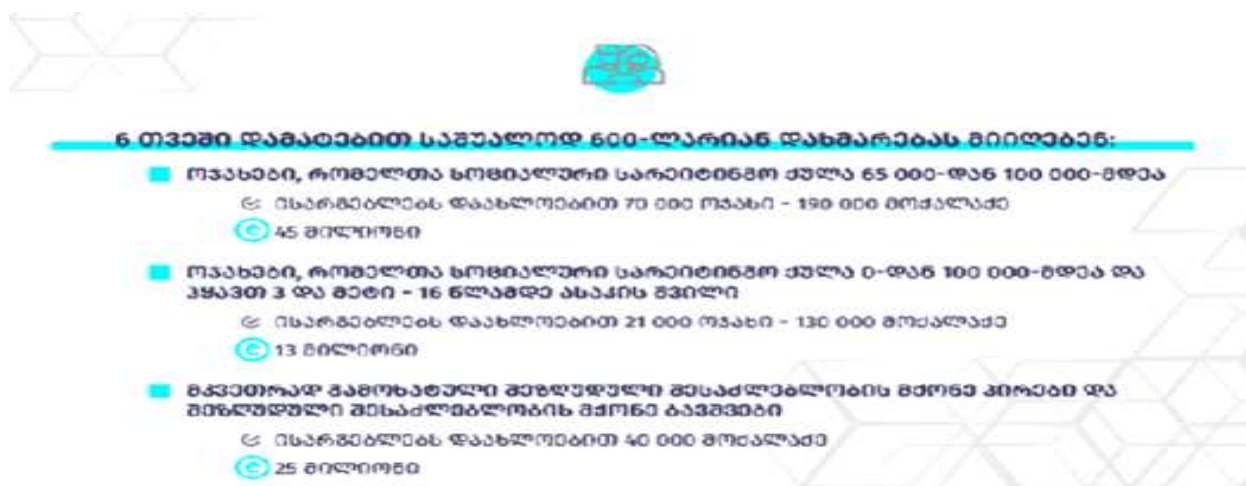 6 თვეში დამატებით საშუალოდ 600-ლარიან დახმარებას მიიღებენ:
ოჯახები, რომელთა სოციალური სარეიტინგო ქულა 65 000-დან 100 000-მდეა
ისარგებლებს დაახლოებით 70 000 ოჯახი - 190 000 მოქალაქე
45 მილიონი
ოჯახები, რომელთა სოციალური სარეიტინგო ქულა 0-დან 100 000-მდეა და
ჰყავთ 3 და მეტი - 16 წლამდე ასაკის შვილი
ისარგებლებს დაახლოებით 21 000 ოჯახი - 130 000 მოქალაქე
13 მილიონი
მკვეთრად გამოხატული შეზღუდული შესაძლებლობის მქონე პირები და
შეზღუდული შესაძლებლობის მქონე ბავშვები
ისარგებლებს დაახლოებით 40 000 მოქალაქე
25 მილიონი